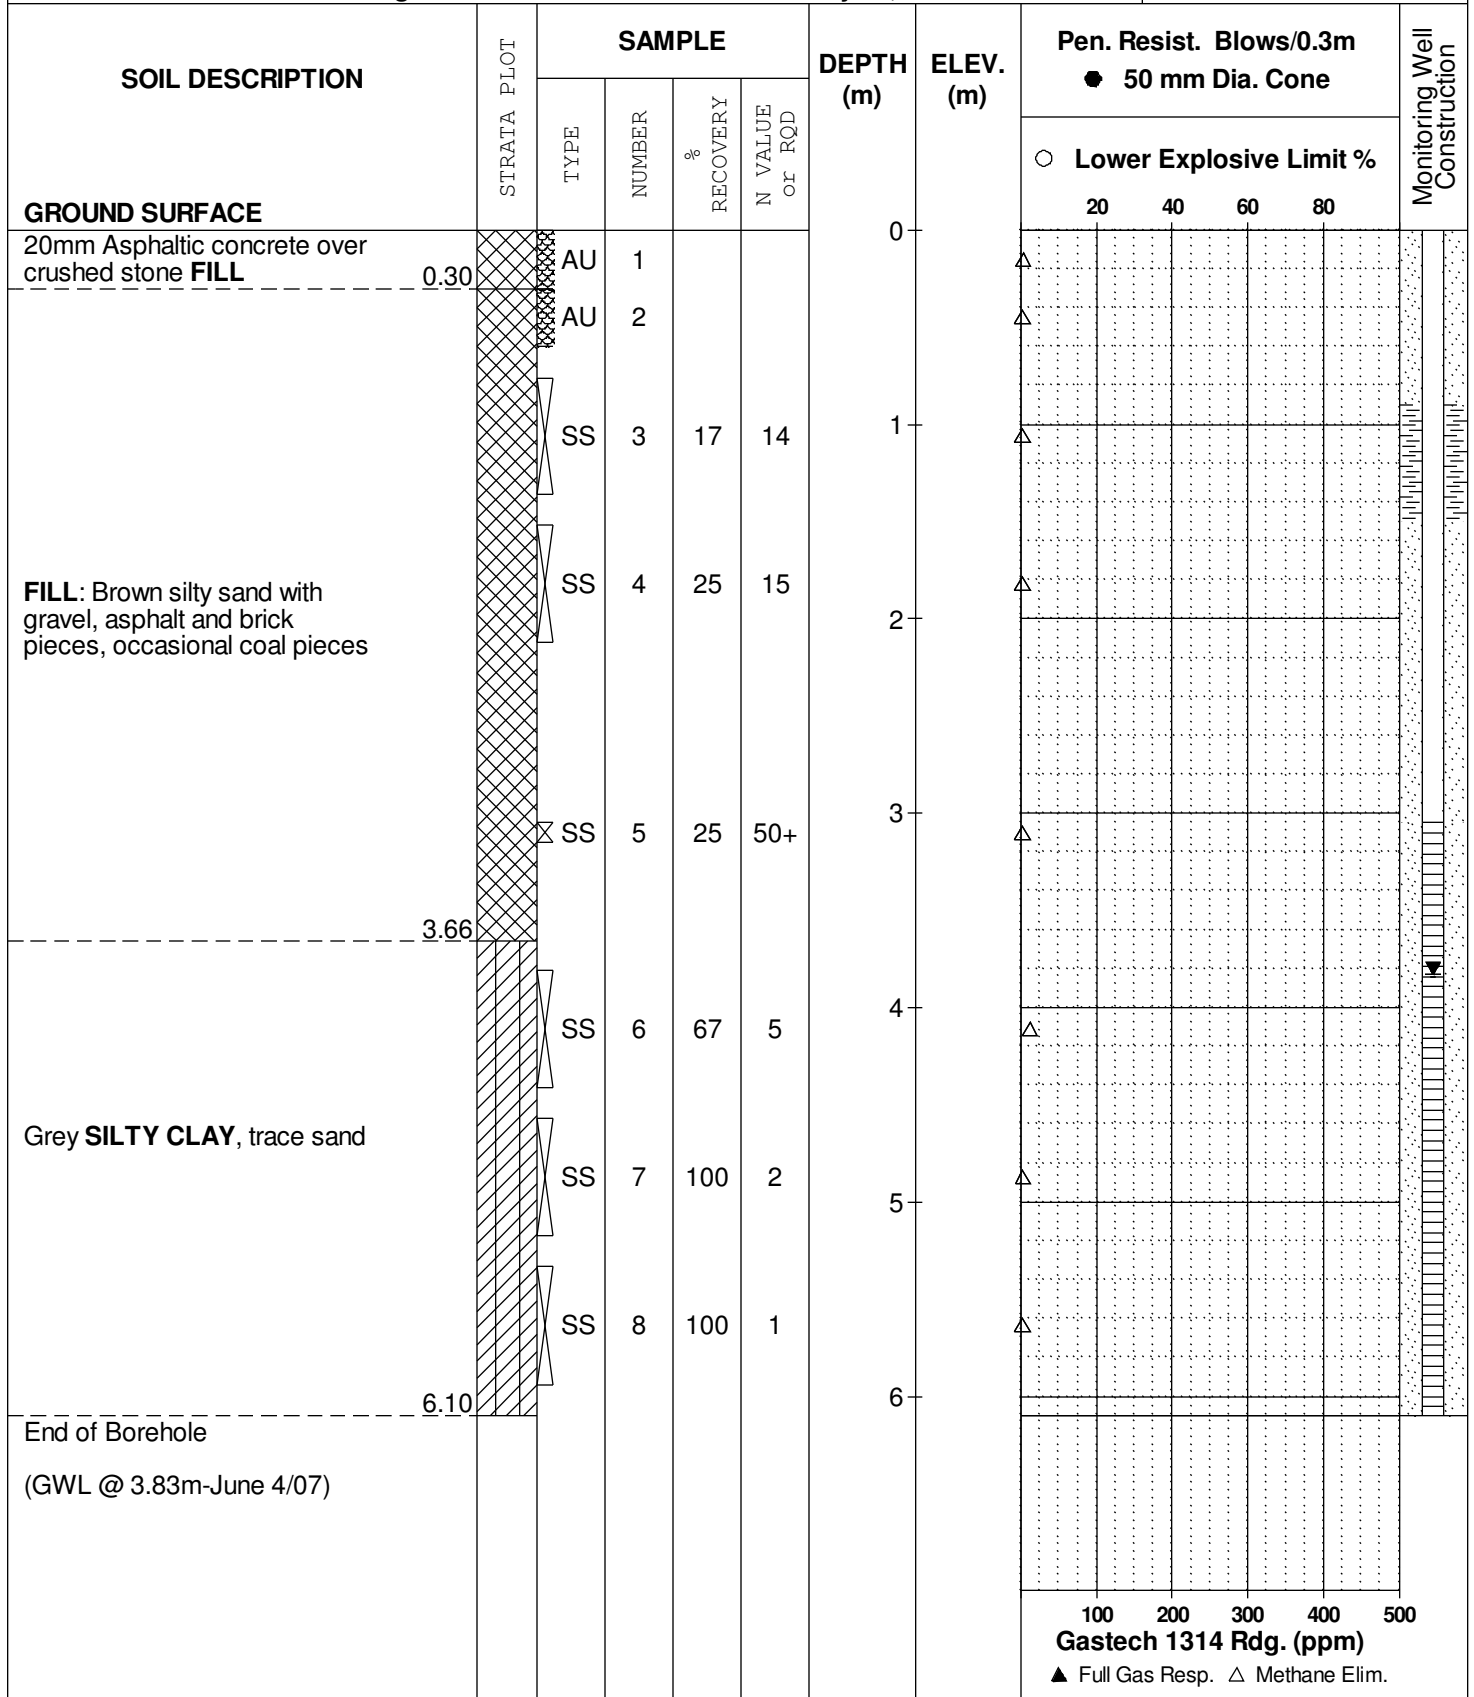 SOIL DESCRIPTION
GROUND SURFACE
STRATA PLOT
SAMPLE
TYPE
NUMBER
%
RECOVERY
N VALUE
or RQD
DEPTH
(m)
ELEV.
(m)
Pen. Resist. Blows/0.3m
● 50 mm Dia. Cone
○ Lower Explosive Limit %
20 40 60 80
Monitoring Well
Construction
0
20mm Asphaltic concrete over
crushed stone FILL
0.30
AU 1
AU 2
SS 3 17 14
1
SS 4 25 15
FILL: Brown silty sand with
gravel, asphalt and brick
pieces, occasional coal pieces
2
3
SS 5 25 50+
3.66
4
SS 6 67 5
Grey SILTY CLAY, trace sand
SS 7 100 2
5
SS 8 100 1
6
6.10
End of Borehole
(GWL @ 3.83m-June 4/07)
100 200 300 400 500
Gastech 1314 Rdg. (ppm)
▲ Full Gas Resp. △ Methane Elim.